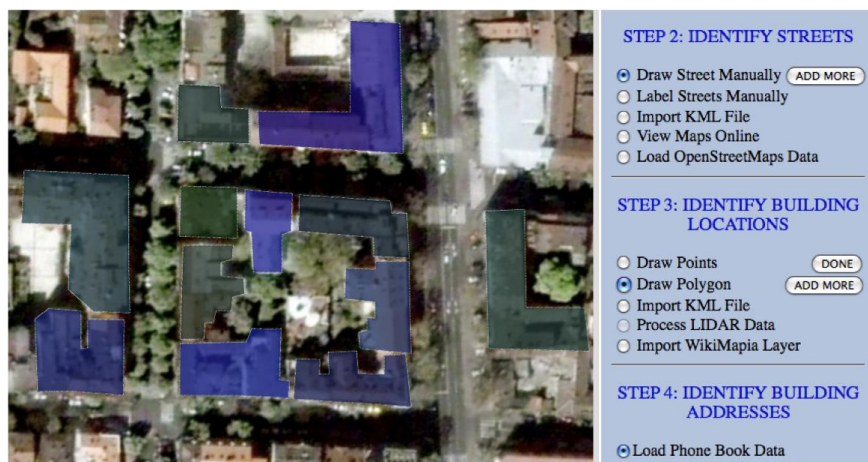 STEP 2: IDENTIFY STREETS
Draw Street Manually ADD MORE
Label Streets Manually
Import KML File
View Maps Online
Load OpenStreetMaps Data
STEP 3: IDENTIFY BUILDING
LOCATIONS
Draw Points DONE
Draw Polygon ADD MORE
Import KML File
Process LIDAR Data
Import WikiMapia Layer
STEP 4: IDENTIFY BUILDING
ADDRESSES
Load Phone Book Data